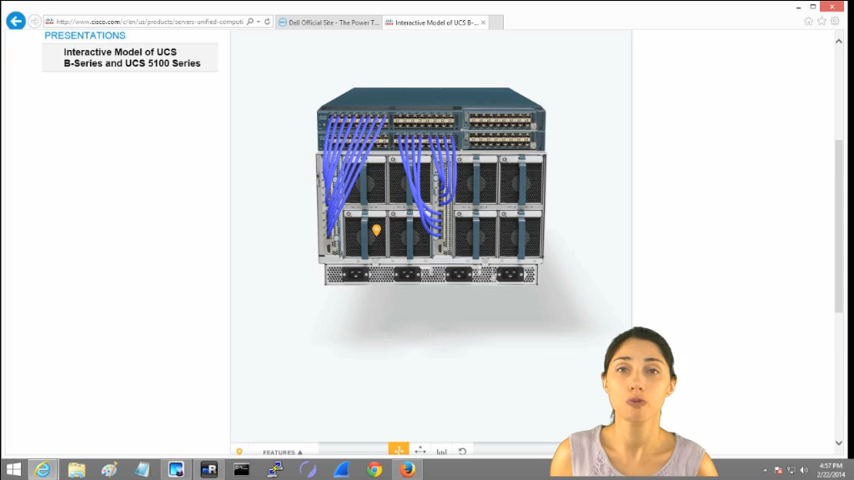 http://www.cisco.com/c/en/us/products/servers-unified-computi
Dell Official Site - The Power T...
Interactive Model of UCS B-...
PRESENTATIONS
Interactive Model of UCS
B-Series and UCS 5100 Series
FEATURES
4:57 PM
2/22/2014